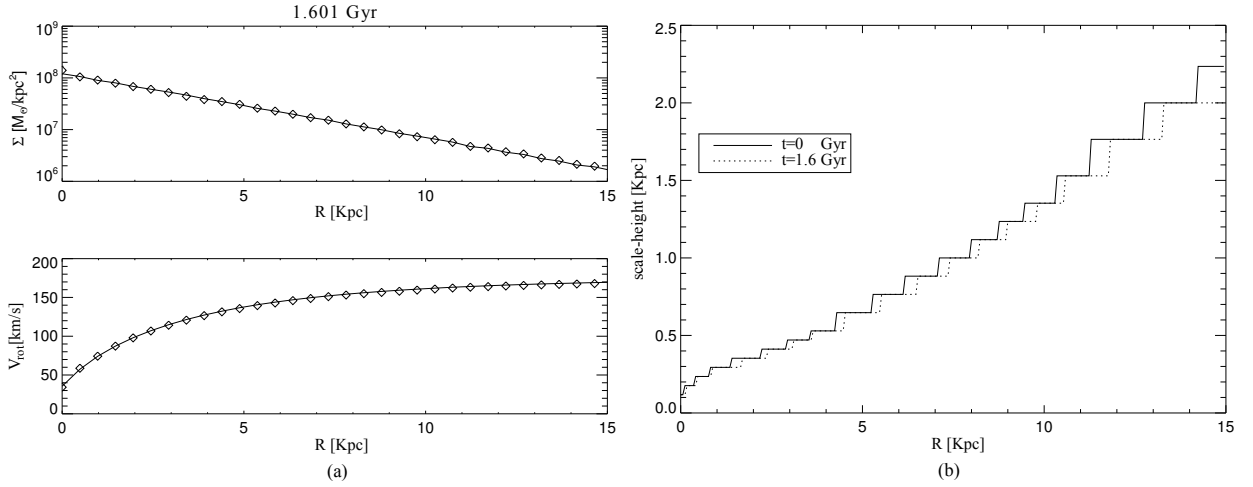 1.601 Gyr
Σ [M⊙/kpc²]
10⁹
10⁸
10⁷
10⁶
0 5 10 15
R [Kpc]
V_rot[km/s]
200
150
100
50
0
0 5 10 15
R [Kpc]
(a)
scale-height [Kpc]
2.5
2.0
1.5
1.0
0.5
0.0
t=0 Gyr
t=1.6 Gyr
0 5 10 15
R [Kpc]
(b)